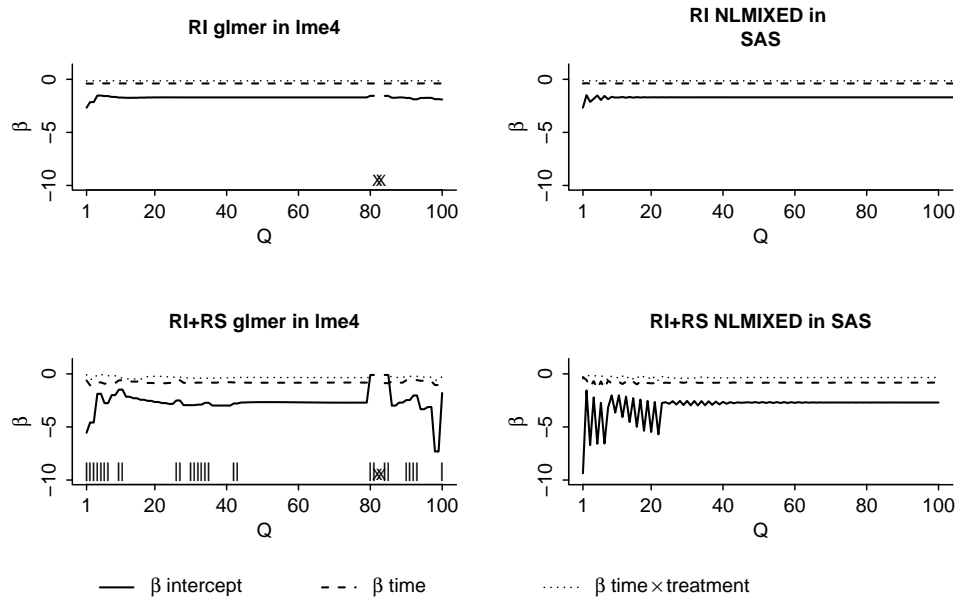 RI glmer in lme4
RI NLMIXED in
SAS
β
0
−5
−10
1 20 40 60 80 100
Q
β
0
−5
−10
1 20 40 60 80 100
Q
RI+RS glmer in lme4
RI+RS NLMIXED in SAS
β
0
−5
−10
1 20 40 60 80 100
Q
β
0
−5
−10
1 20 40 60 80 100
Q
β intercept β time β time × treatment